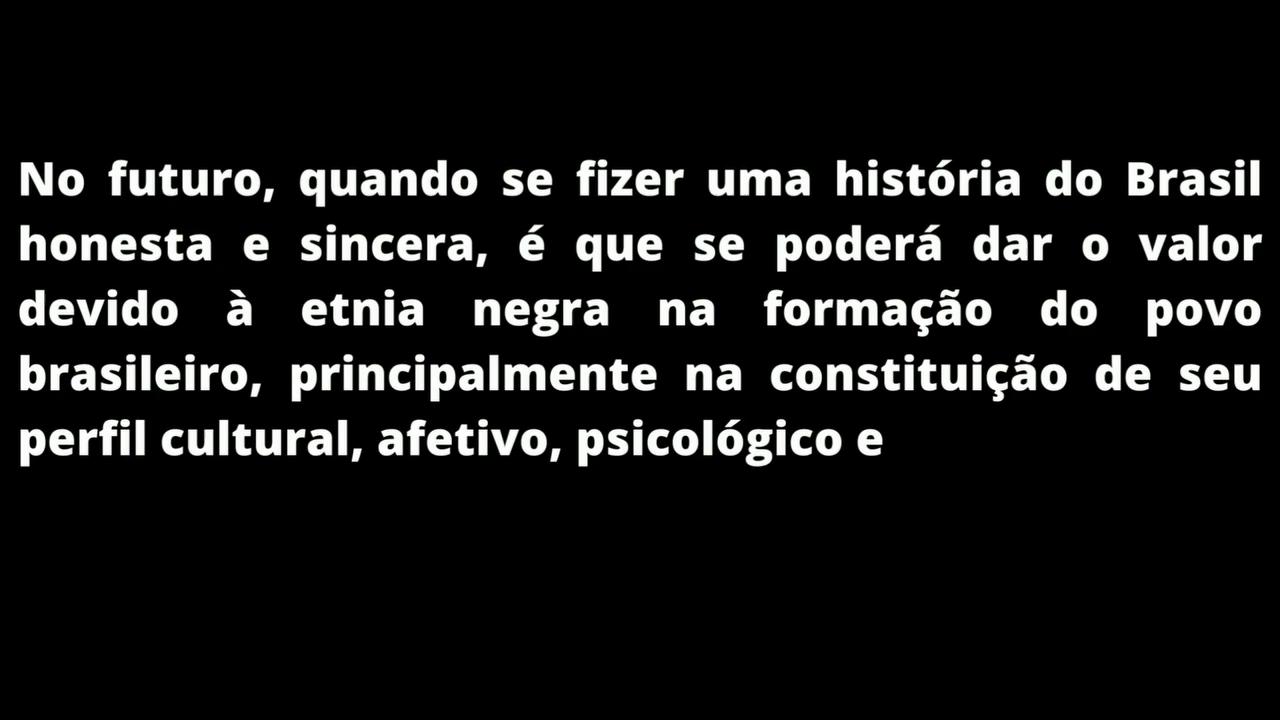 No futuro, quando se fizer uma história do Brasil
honesta e sincera, é que se poderá dar o valor
devido à etnia negra na formação do povo
brasileiro, principalmente na constituição de seu
perfil cultural, afetivo, psicológico e